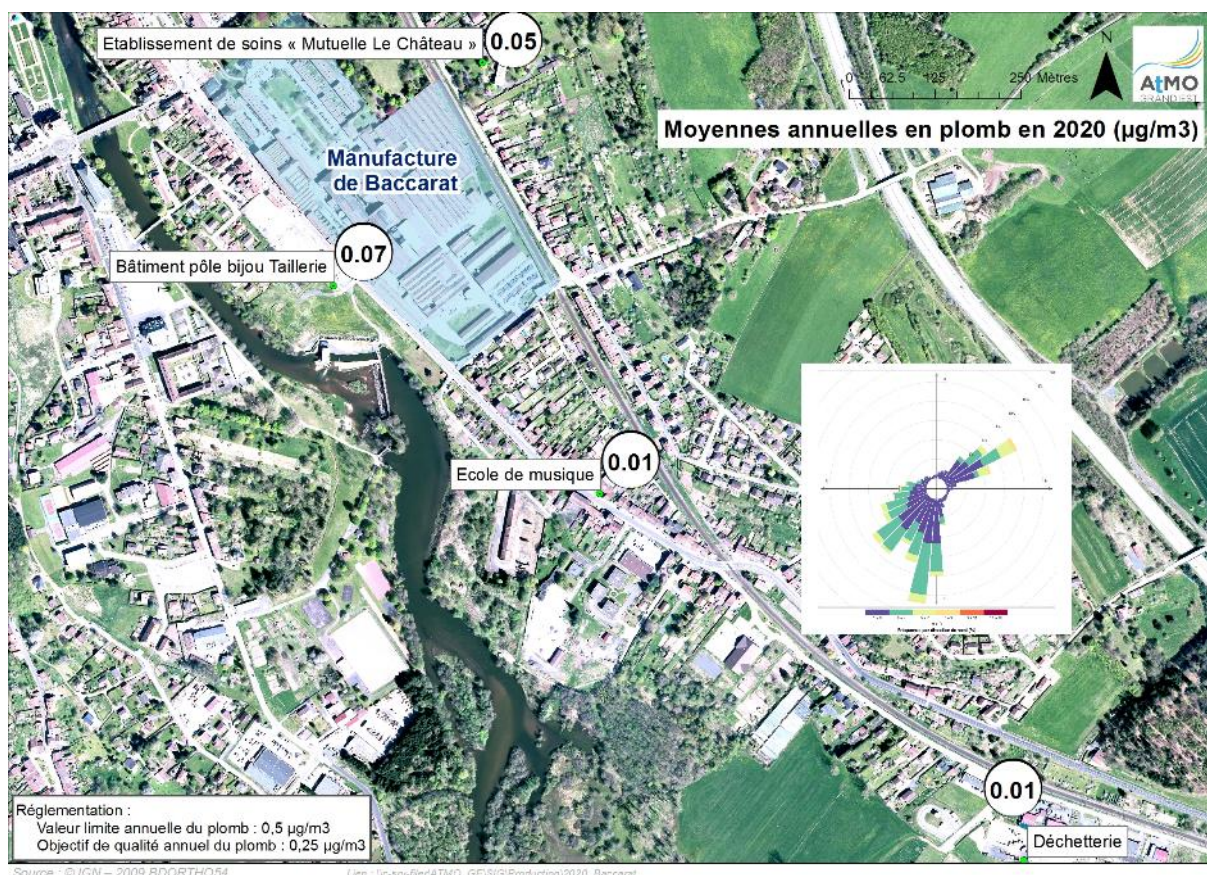 Etablissement de soins « Mutuelle Le Château »
0.05
N
0 62.5 125 250 Mètres
AtMO
GRAND EST
Moyennes annuelles en plomb en 2020 (µg/m3)
Manufacture
de Baccarat
Bâtiment pôle bijou Taillerie
0.07
Ecole de musique
0.01
0.01
Déchetterie
Réglementation :
Valeur limite annuelle du plomb : 0,5 µg/m3
Objectif de qualité annuel du plomb : 0,25 µg/m3
Source : © IGN – 2009 BDORTHO54